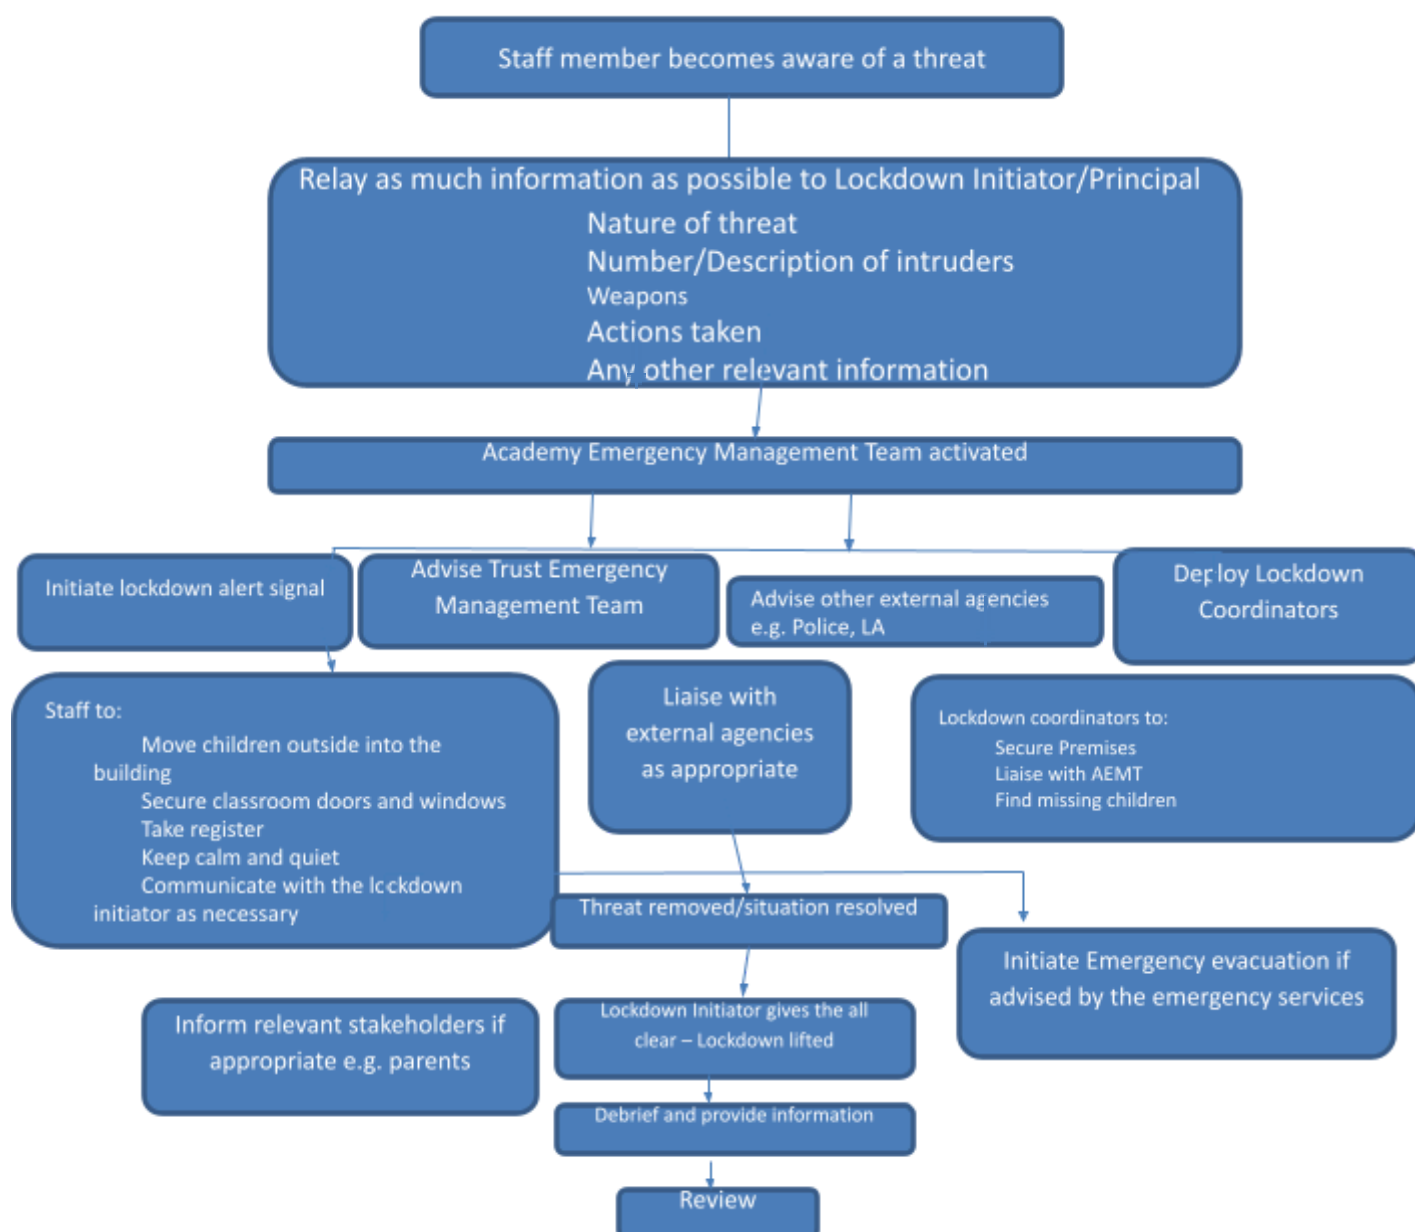 Staff member becomes aware of a threat
Relay as much information as possible to Lockdown Initiator/Principal
Nature of threat
Number/Description of intruders
Weapons
Actions taken
Any other relevant information
Academy Emergency Management Team activated
Initiate lockdown alert signal
Advise Trust Emergency
Management Team
Advise other external agencies
e.g. Police, LA
Deploy Lockdown
Coordinators
Staff to:
Move children outside into the
building
Secure classroom doors and windows
Take register
Keep calm and quiet
Communicate with the lockdown
initiator as necessary
Liaise with
external agencies
as appropriate
Lockdown coordinators to:
Secure Premises
Liaise with AEMT
Find missing children
Threat removed/situation resolved
Initiate Emergency evacuation if
advised by the emergency services
Inform relevant stakeholders if
appropriate e.g. parents
Lockdown Initiator gives the all
clear – Lockdown lifted
Debrief and provide information
Review